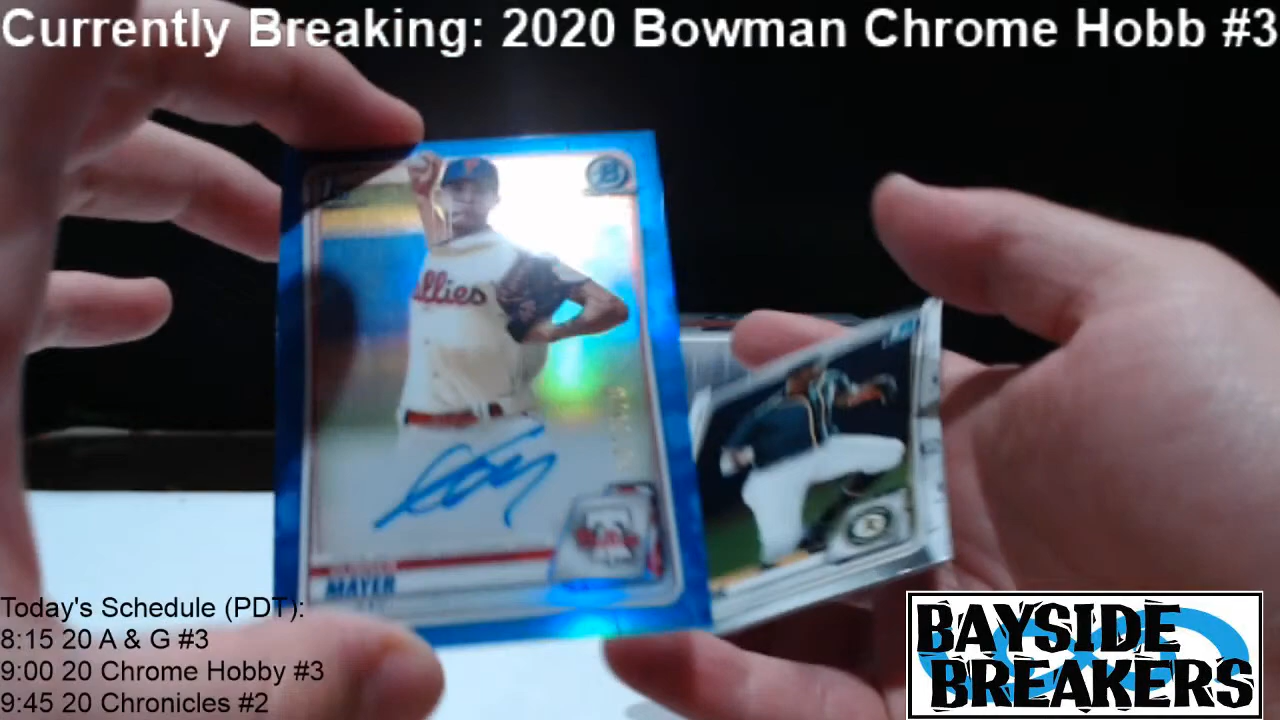 Currently Breaking: 2020 Bowman Chrome Hobb #3
B
llies
MAYER
Today's Schedule (PDT):
8:15 20 A & G #3
9:00 20 Chrome Hobby #3
9:45 20 Chronicles #2
BAYSIDE
BREAKERS